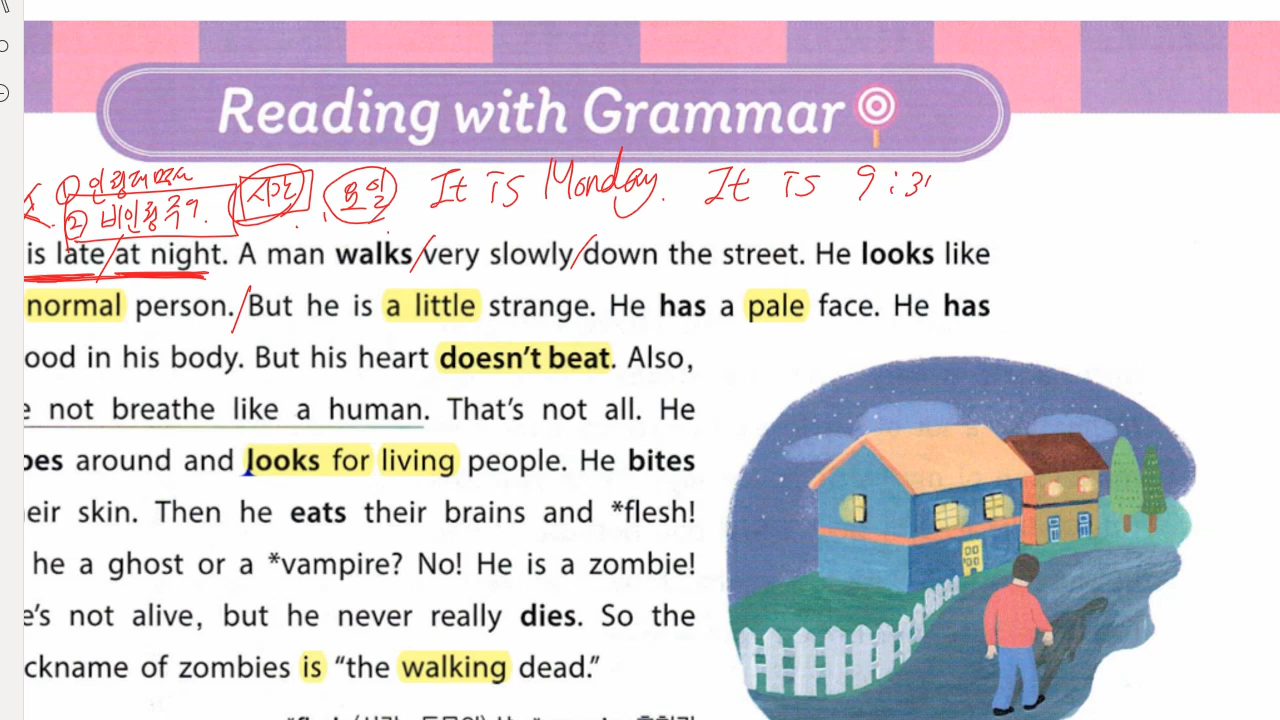 Reading with Grammar
① 인칭대명사
② 비인칭주어. 시간, 요일 It is Monday. It is 9:3
is late at night. A man walks very slowly down the street. He looks like
normal person. But he is a little strange. He has a pale face. He has
ood in his body. But his heart doesn't beat. Also,
e not breathe like a human. That's not all. He
oes around and looks for living people. He bites
eir skin. Then he eats their brains and *flesh!
he a ghost or a *vampire? No! He is a zombie!
e's not alive, but he never really dies. So the
ckname of zombies is “the walking dead.”